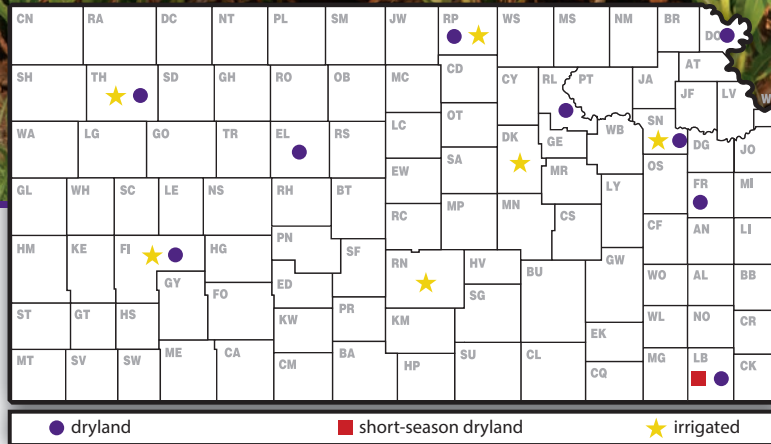 CN RA DC NT PL SM JW RP WS MS NM BR DO
SH TH SD GH RO OB MC CD CY RL PT JA AT
JF LV
WA LG GO TR EL RS LC OT DK GE WB SN DG JO
EW SA MR OS
GL WH SC LE NS RH BT RC MP MN CS LY FR MI
HM KE FI HG PN SF RN HV BU GW CF AN LI
GY FO ED SG WO AL BB
ST GT HS KW PR KM EK WL NO CR
MT SV SW ME CA CM BA HP SU CL CQ MG LB CK
dryland short-season dryland irrigated